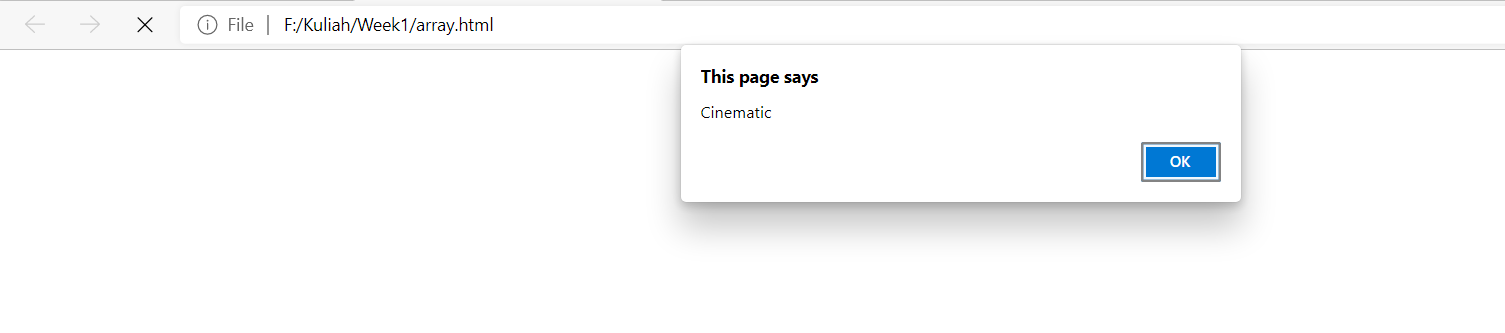 File F:/Kuliah/Week1/array.html
This page says
Cinematic
OK